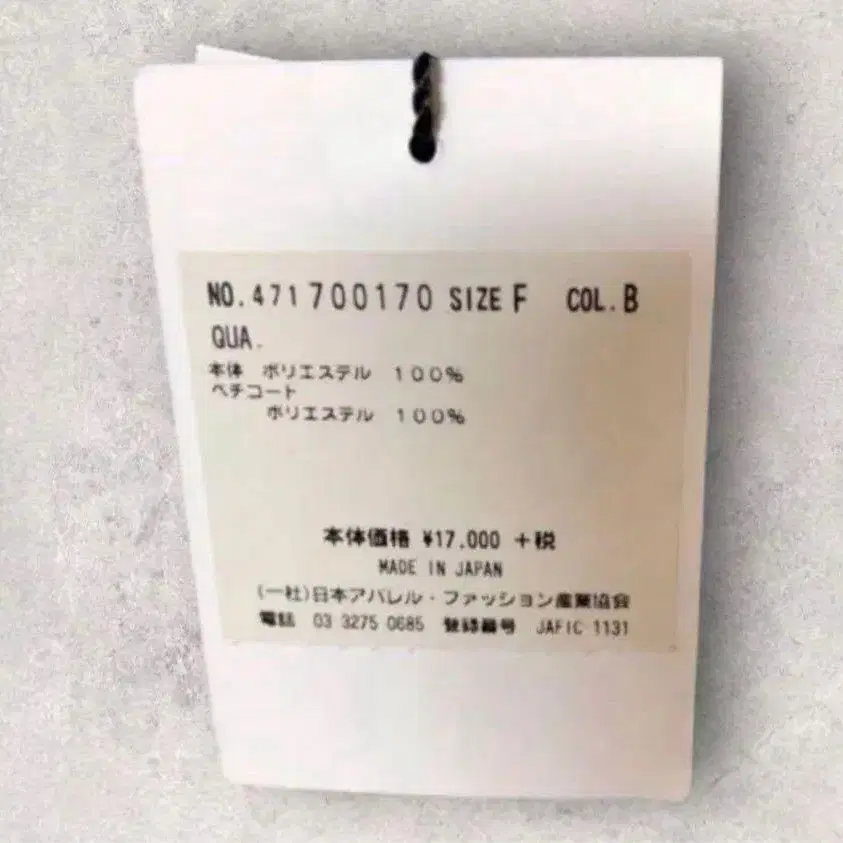 NO.471700170 SIZE F COL.B
QUA.
本体 ポリエステル 100%
ペチコート
ポリエステル 100%
本体価格 ¥17,000 +税
MADE IN JAPAN
(一社)日本アパレル・ファッション産業協会
電話 03 3275 0685 登録番号 JAFIC 1131